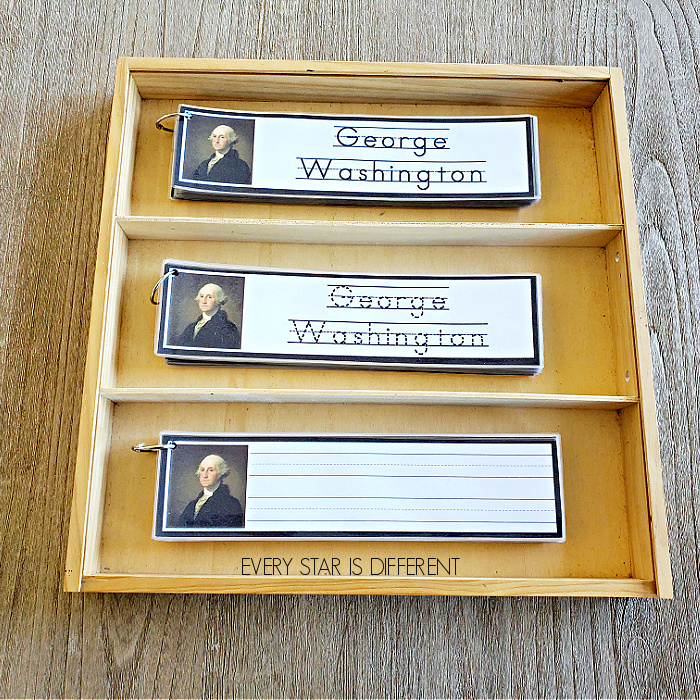 George
Washington
George
Washington
EVERY STAR IS DIFFERENT